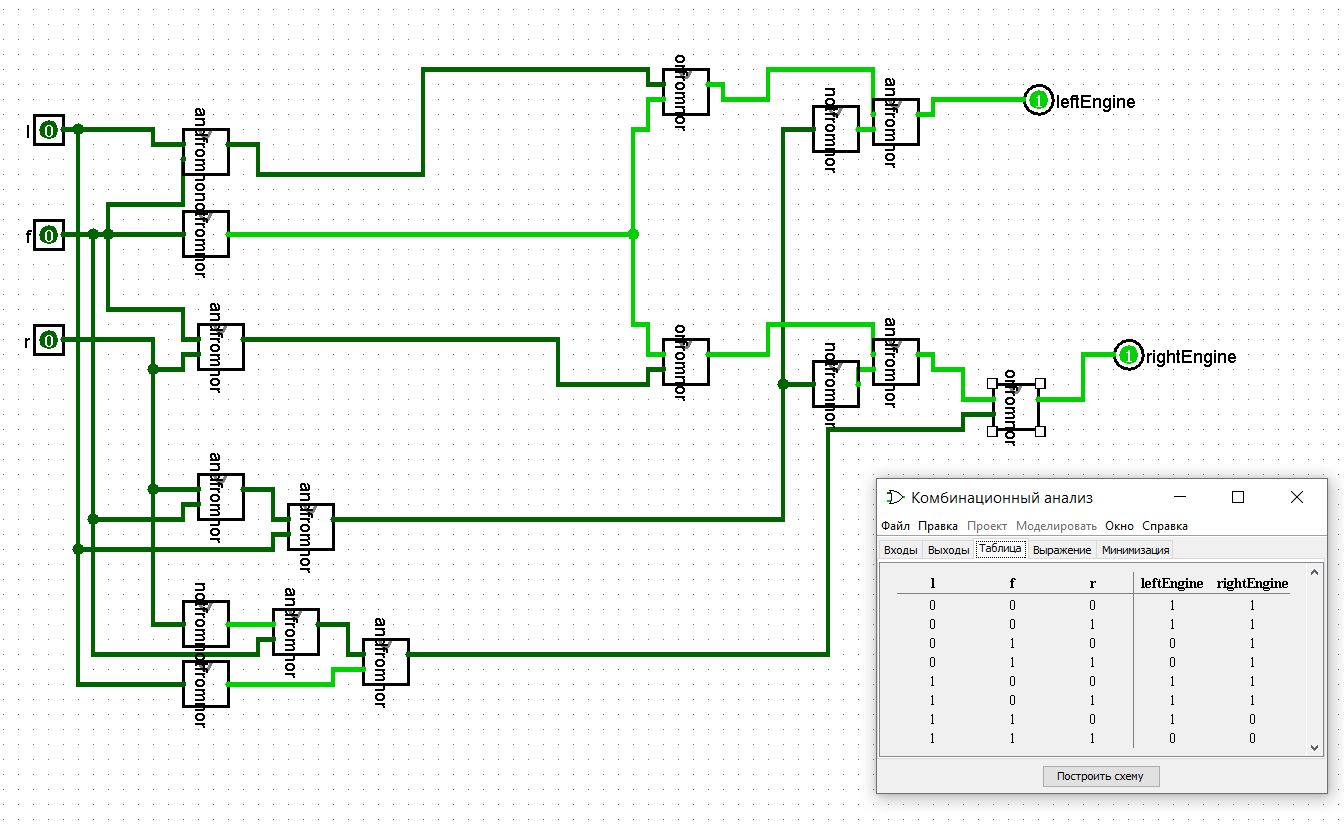 l
0
f
0
r
0
andfromnor
notfromnor
andfromnor
andfromnor
andfromnor
notfromnor
notfromnor
andfromnor
andfromnor
orfromnor
orfromnor
notfromnor
andfromnor
notfromnor
andfromnor
orfromnor
1 leftEngine
1 rightEngine
Комбинационный анализ
Файл Правка Проект Моделировать Окно Справка
Входы Выходы Таблица Выражение Минимизация
l f r leftEngine rightEngine
0 0 0 1 1
0 0 1 1 1
0 1 0 0 1
0 1 1 0 1
1 0 0 1 1
1 0 1 1 1
1 1 0 1 0
1 1 1 0 0
Построить схему